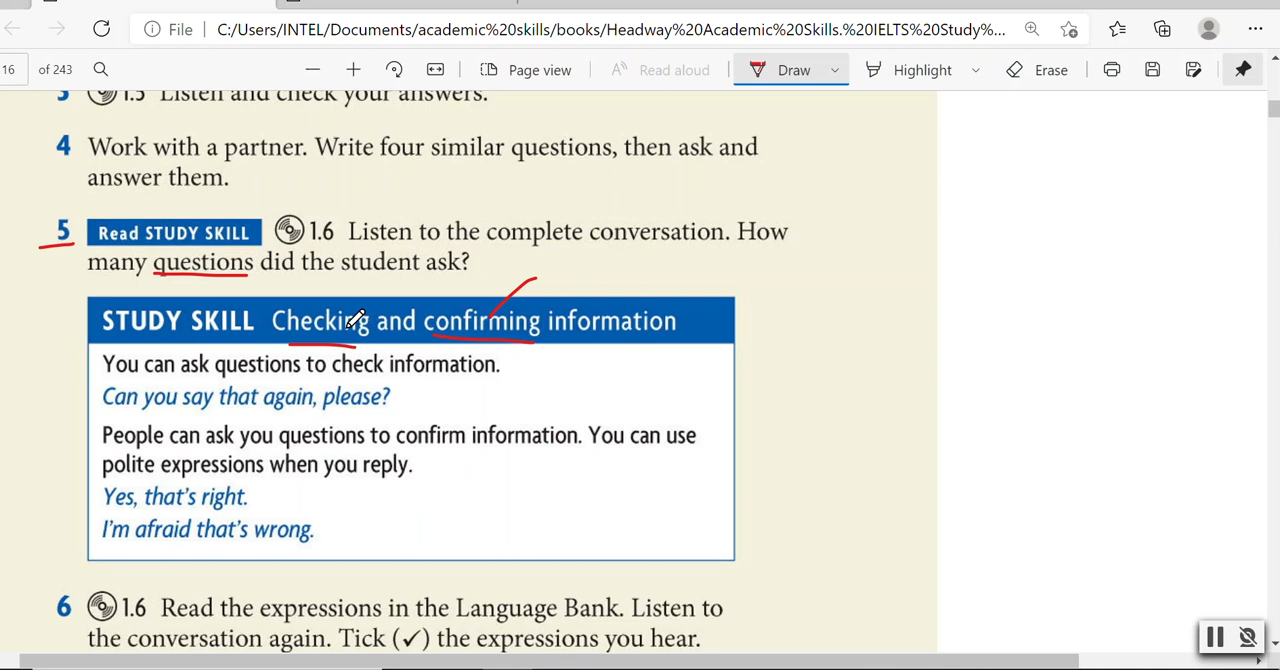 File
C:/Users/INTEL/Documents/academic%20skills/books/Headway%20Academic%20Skills.%20IELTS%20Study%...
16 of 243
Page view
Read aloud
Draw
Highlight
Erase
3 1.5 Listen and check your answers.
4 Work with a partner. Write four similar questions, then ask and
answer them.
5 Read STUDY SKILL 1.6 Listen to the complete conversation. How
many questions did the student ask?
STUDY SKILL Checking and confirming information
You can ask questions to check information.
Can you say that again, please?
People can ask you questions to confirm information. You can use
polite expressions when you reply.
Yes, that's right.
I'm afraid that's wrong.
6 1.6 Read the expressions in the Language Bank. Listen to
the conversation again. Tick (✓) the expressions you hear.